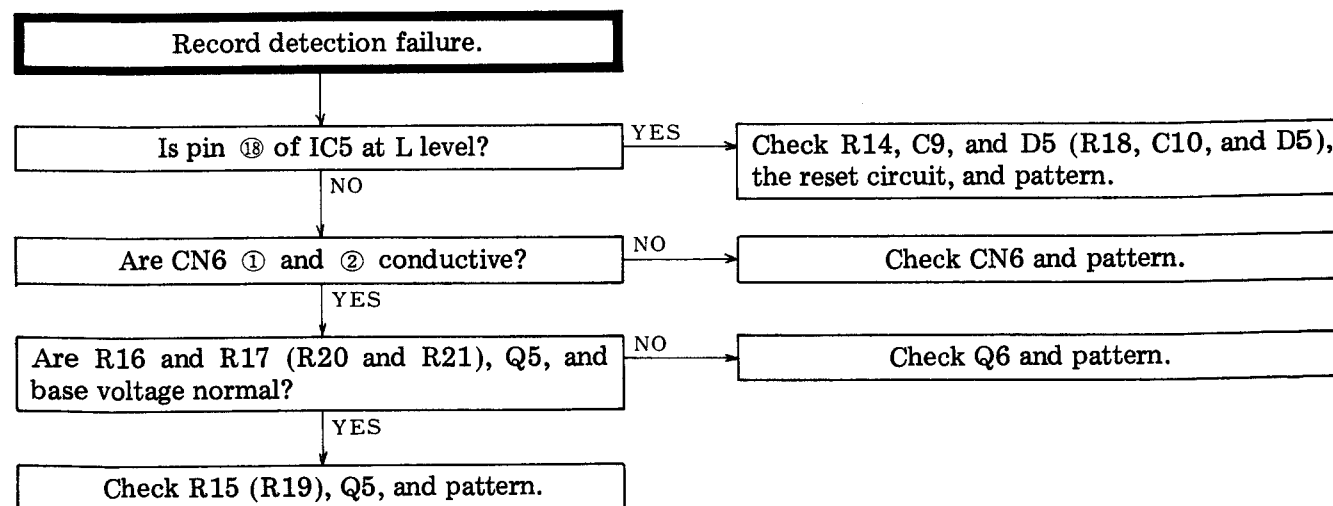 Record detection failure.
Is pin ⑱ of IC5 at L level?
YES
Check R14, C9, and D5 (R18, C10, and D5),
the reset circuit, and pattern.
NO
Are CN6 ① and ② conductive?
NO
Check CN6 and pattern.
YES
Are R16 and R17 (R20 and R21), Q5, and
base voltage normal?
NO
Check Q6 and pattern.
YES
Check R15 (R19), Q5, and pattern.